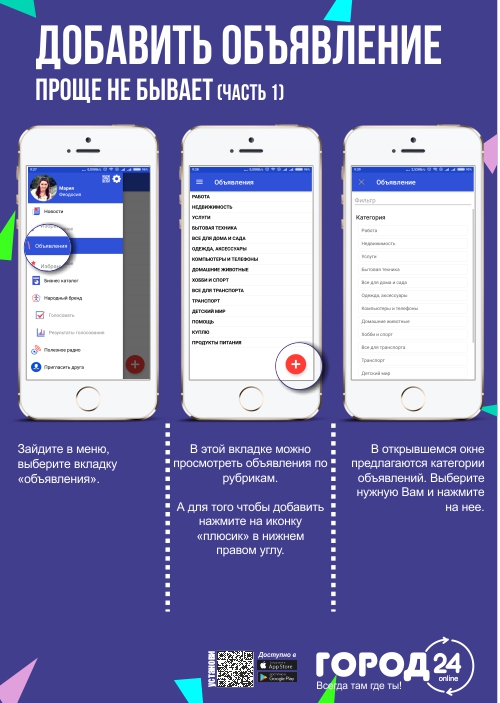 ДОБАВИТЬ ОБЪЯВЛЕНИЕ
ПРОЩЕ НЕ БЫВАЕТ (ЧАСТЬ 1)
Мария
Феодосия
Новости
Объявления
Избран
Бизнес каталог
Народный бренд
Голосовать
Результаты голосования
Полезное радио
Пригласить друга
Объявления
РАБОТА
НЕДВИЖИМОСТЬ
УСЛУГИ
БЫТОВАЯ ТЕХНИКА
ВСЕ ДЛЯ ДОМА И САДА
ОДЕЖДА, АКСЕССУАРЫ
КОМПЬЮТЕРЫ И ТЕЛЕФОНЫ
ДОМАШНИЕ ЖИВОТНЫЕ
ХОББИ И СПОРТ
ВСЕ ДЛЯ ТРАНСПОРТА
ТРАНСПОРТ
ДЕТСКИЙ МИР
ПОМОЩЬ
КУПЛЮ
ПРОДУКТЫ ПИТАНИЯ
Объявление
Фильтр
Категория
Работа
Недвижимость
Услуги
Бытовая техника
Все для дома и сада
Одежда, аксессуары
Компьютеры и телефоны
Домашние животные
Хобби и спорт
Все для транспорта
Транспорт
Детский мир
Зайдите в меню,
выберите вкладку
«объявления».
В этой вкладке можно
просмотреть объявления по
рубрикам.
А для того чтобы добавить
нажмите на иконку
«плюсик» в нижнем
правом углу.
В открывшемся окне
предлагаются категории
объявлений. Выберите
нужную Вам и нажмите
на нее.
УСТАНОВИ
Доступно в
App Store
Google Play
ГОРОД 24
online
Всегда там где ты!